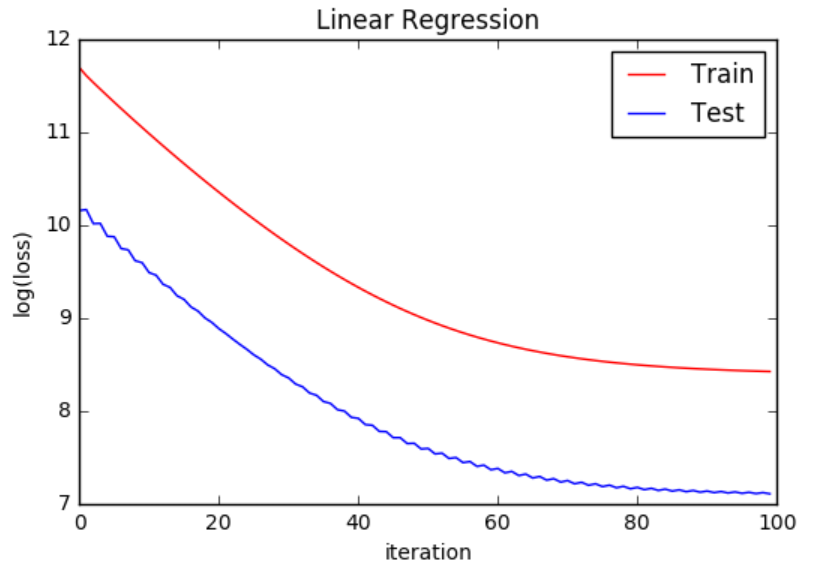 Linear Regression
12
11
10
9
8
7
log(loss)
Train
Test
0 20 40 60 80 100
iteration